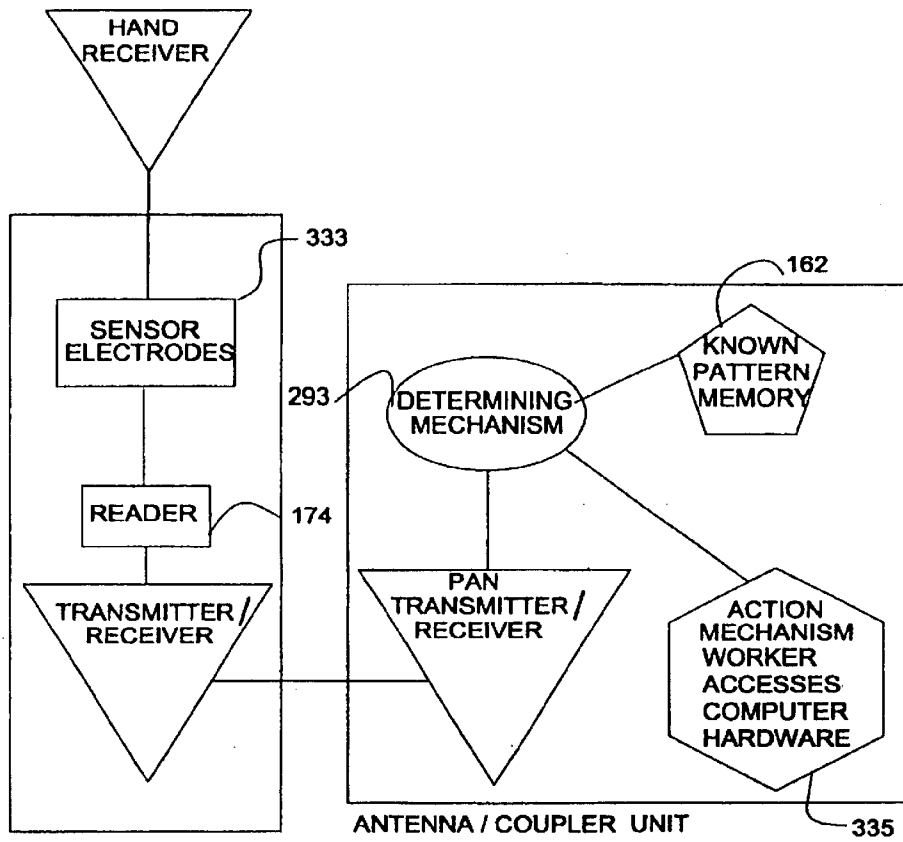 HAND
RECEIVER
333
SENSOR
ELECTRODES
READER
174
TRANSMITTER/
RECEIVER
162
KNOWN
PATTERN
MEMORY
293
DETERMINING
MECHANISM
PAN
TRANSMITTER/
RECEIVER
ACTION
MECHANISM
WORKER
ACCESSES
COMPUTER
HARDWARE
335
ANTENNA / COUPLER UNIT